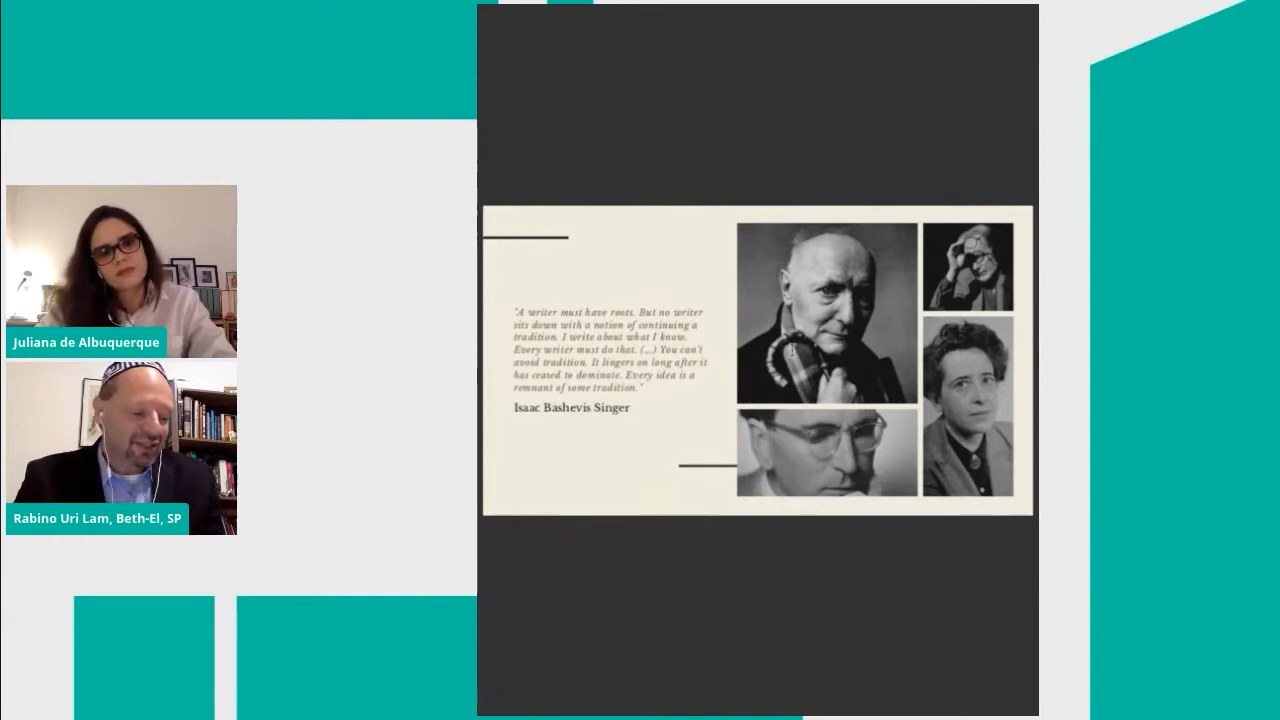 Juliana de Albuquerque
Rabino Uri Lam, Beth-El, SP
"A writer must have roots. But no writer
sits down with a notion of continuing a
tradition. I write about what I know.
Every writer must do that. (...) You can't
avoid tradition. It lingers on long after it
has ceased to dominate. Every idea is a
remnant of some tradition."
Isaac Bashevis Singer